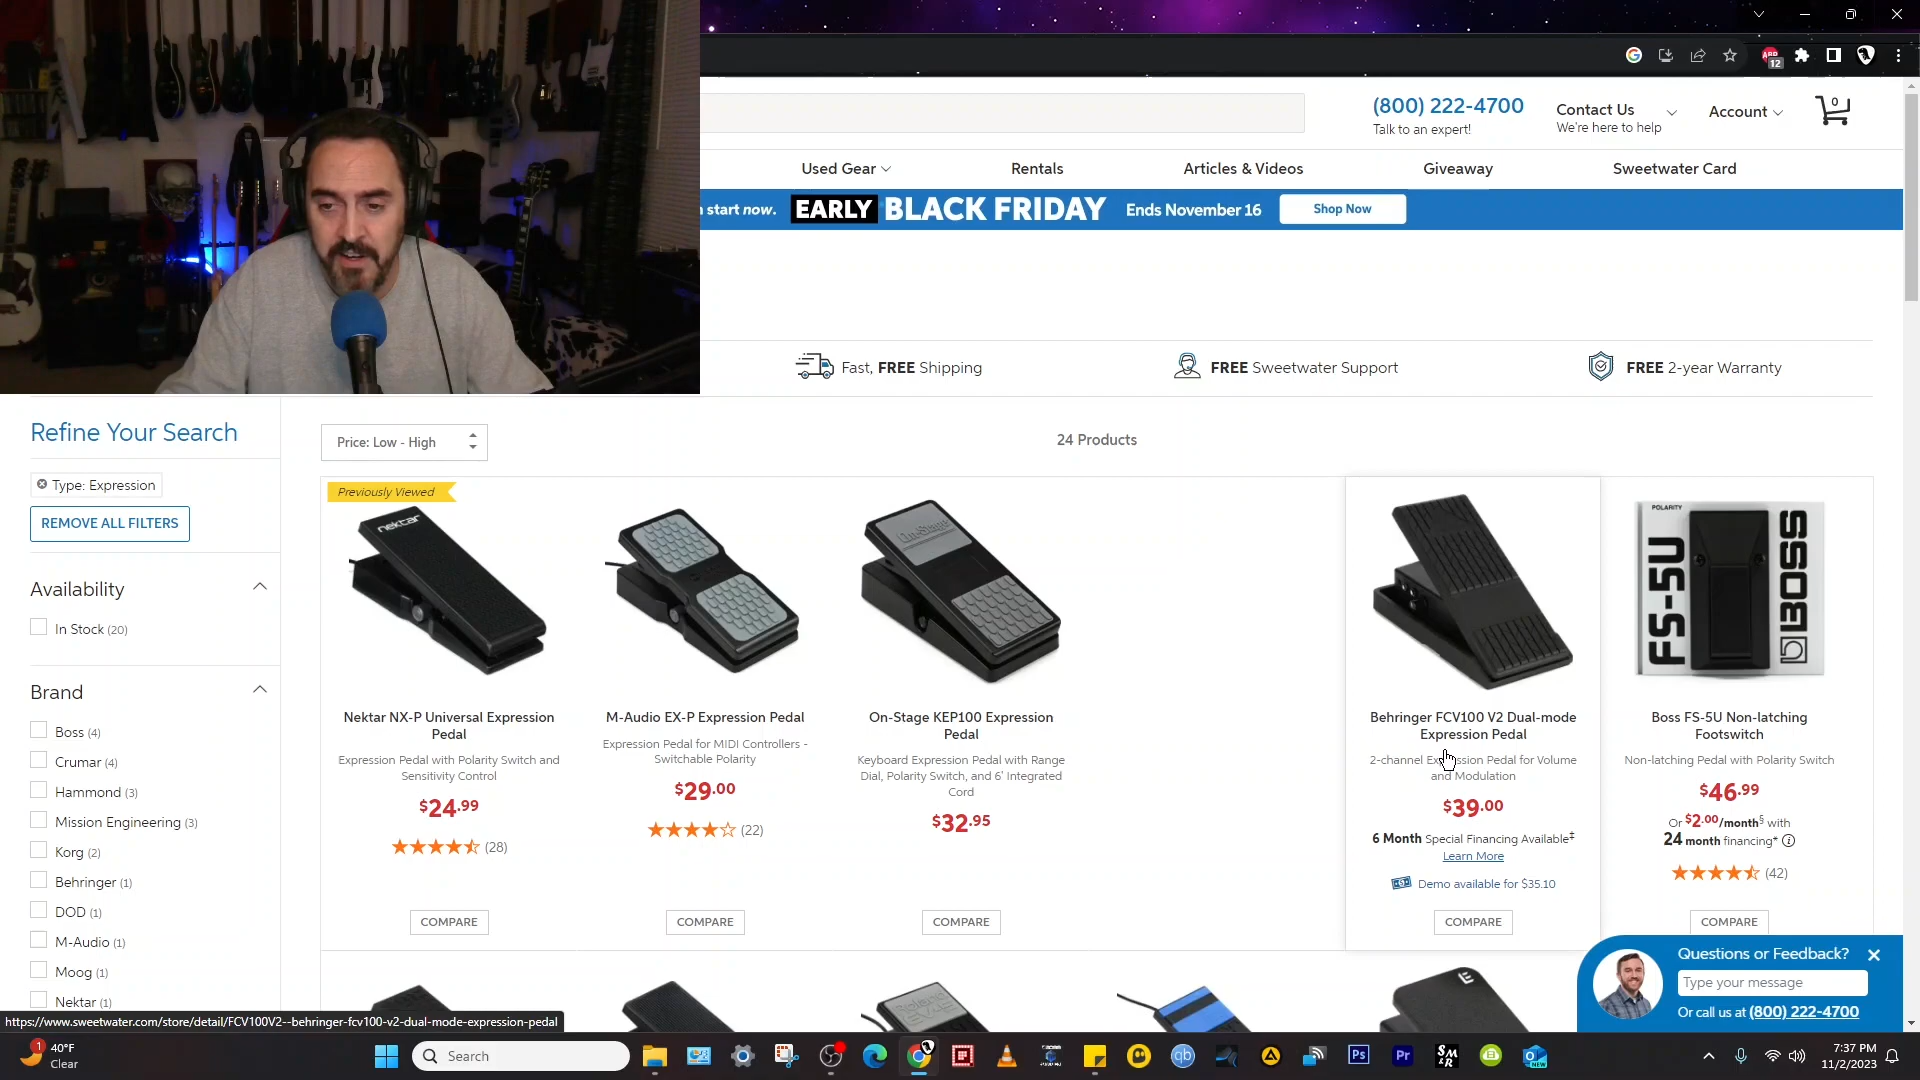 12
(800) 222-4700
Talk to an expert!
Contact Us
We're here to help
Account
0
Used Gear
Rentals
Articles & Videos
Giveaway
Sweetwater Card
start now.
EARLY BLACK FRIDAY
Ends November 16
Shop Now
Fast, FREE Shipping
FREE Sweetwater Support
FREE 2-year Warranty
Refine Your Search
Type: Expression
REMOVE ALL FILTERS
Availability
In Stock (20)
Brand
Boss (4)
Crumar (4)
Hammond (3)
Mission Engineering (3)
Korg (2)
Behringer (1)
DOD (1)
M-Audio (1)
Moog (1)
Nektar (1)
Price: Low - High
24 Products
Previously Viewed
nektar
Nektar NX-P Universal Expression
Pedal
Expression Pedal with Polarity Switch and
Sensitivity Control
$24.99
(28)
COMPARE
M-Audio EX-P Expression Pedal
Expression Pedal for MIDI Controllers -
Switchable Polarity
$29.00
(22)
COMPARE
On-Stage
On-Stage KEP100 Expression
Pedal
Keyboard Expression Pedal with Range
Dial, Polarity Switch, and 6' Integrated
Cord
$32.95
COMPARE
Behringer FCV100 V2 Dual-mode
Expression Pedal
2-channel Expression Pedal for Volume
and Modulation
$39.00
6 Month Special Financing Available‡
Learn More
Demo available for $35.10
COMPARE
POLARITY
FS-5U
BOSS
Boss FS-5U Non-latching
Footswitch
Non-latching Pedal with Polarity Switch
$46.99
Or $2.00/month§ with
24 month financing*
(42)
COMPARE
Roland
Questions or Feedback?
Type your message
Or call us at (800) 222-4700
https://www.sweetwater.com/store/detail/FCV100V2--behringer-fcv100-v2-dual-mode-expression-pedal
1
40°F
Clear
Search
qb
Ps
Pr
7:37 PM
11/2/2023